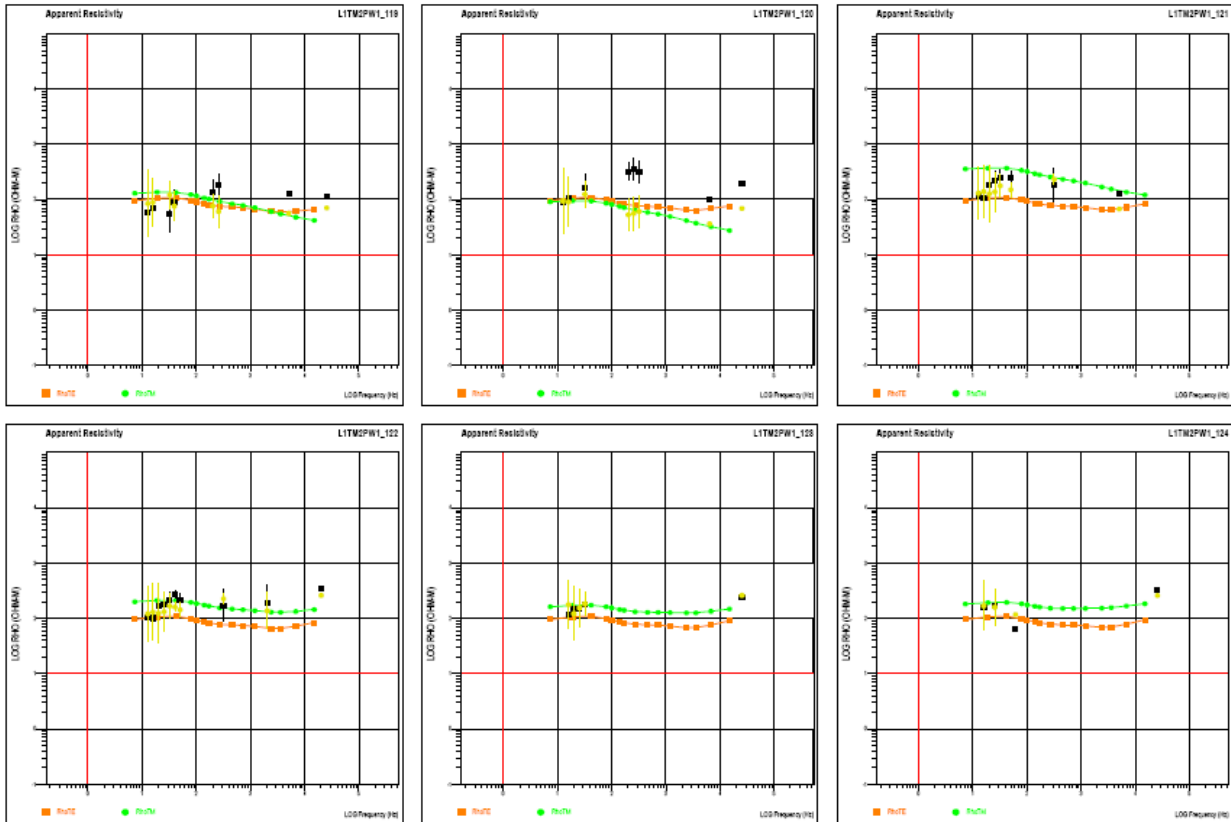 Apparent Resistivity L1TM2PW1_119
LOG RHO (OHM-M)
RhoTE RhoTM LOG Frequency (Hz)
Apparent Resistivity L1TM2PW1_120
LOG RHO (OHM-M)
RhoTE RhoTM LOG Frequency (Hz)
Apparent Resistivity L1TM2PW1_121
LOG RHO (OHM-M)
RhoTE RhoTM LOG Frequency (Hz)
Apparent Resistivity L1TM2PW1_122
LOG RHO (OHM-M)
RhoTE RhoTM LOG Frequency (Hz)
Apparent Resistivity L1TM2PW1_123
LOG RHO (OHM-M)
RhoTE RhoTM LOG Frequency (Hz)
Apparent Resistivity L1TM2PW1_124
LOG RHO (OHM-M)
RhoTE RhoTM LOG Frequency (Hz)